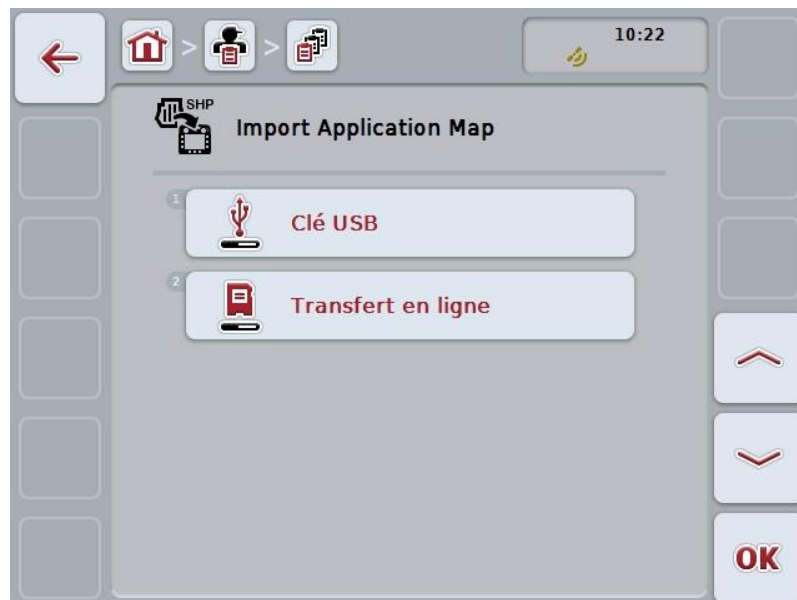 10:22
SHP
Import Application Map
1
Clé USB
2
Transfert en ligne
OK